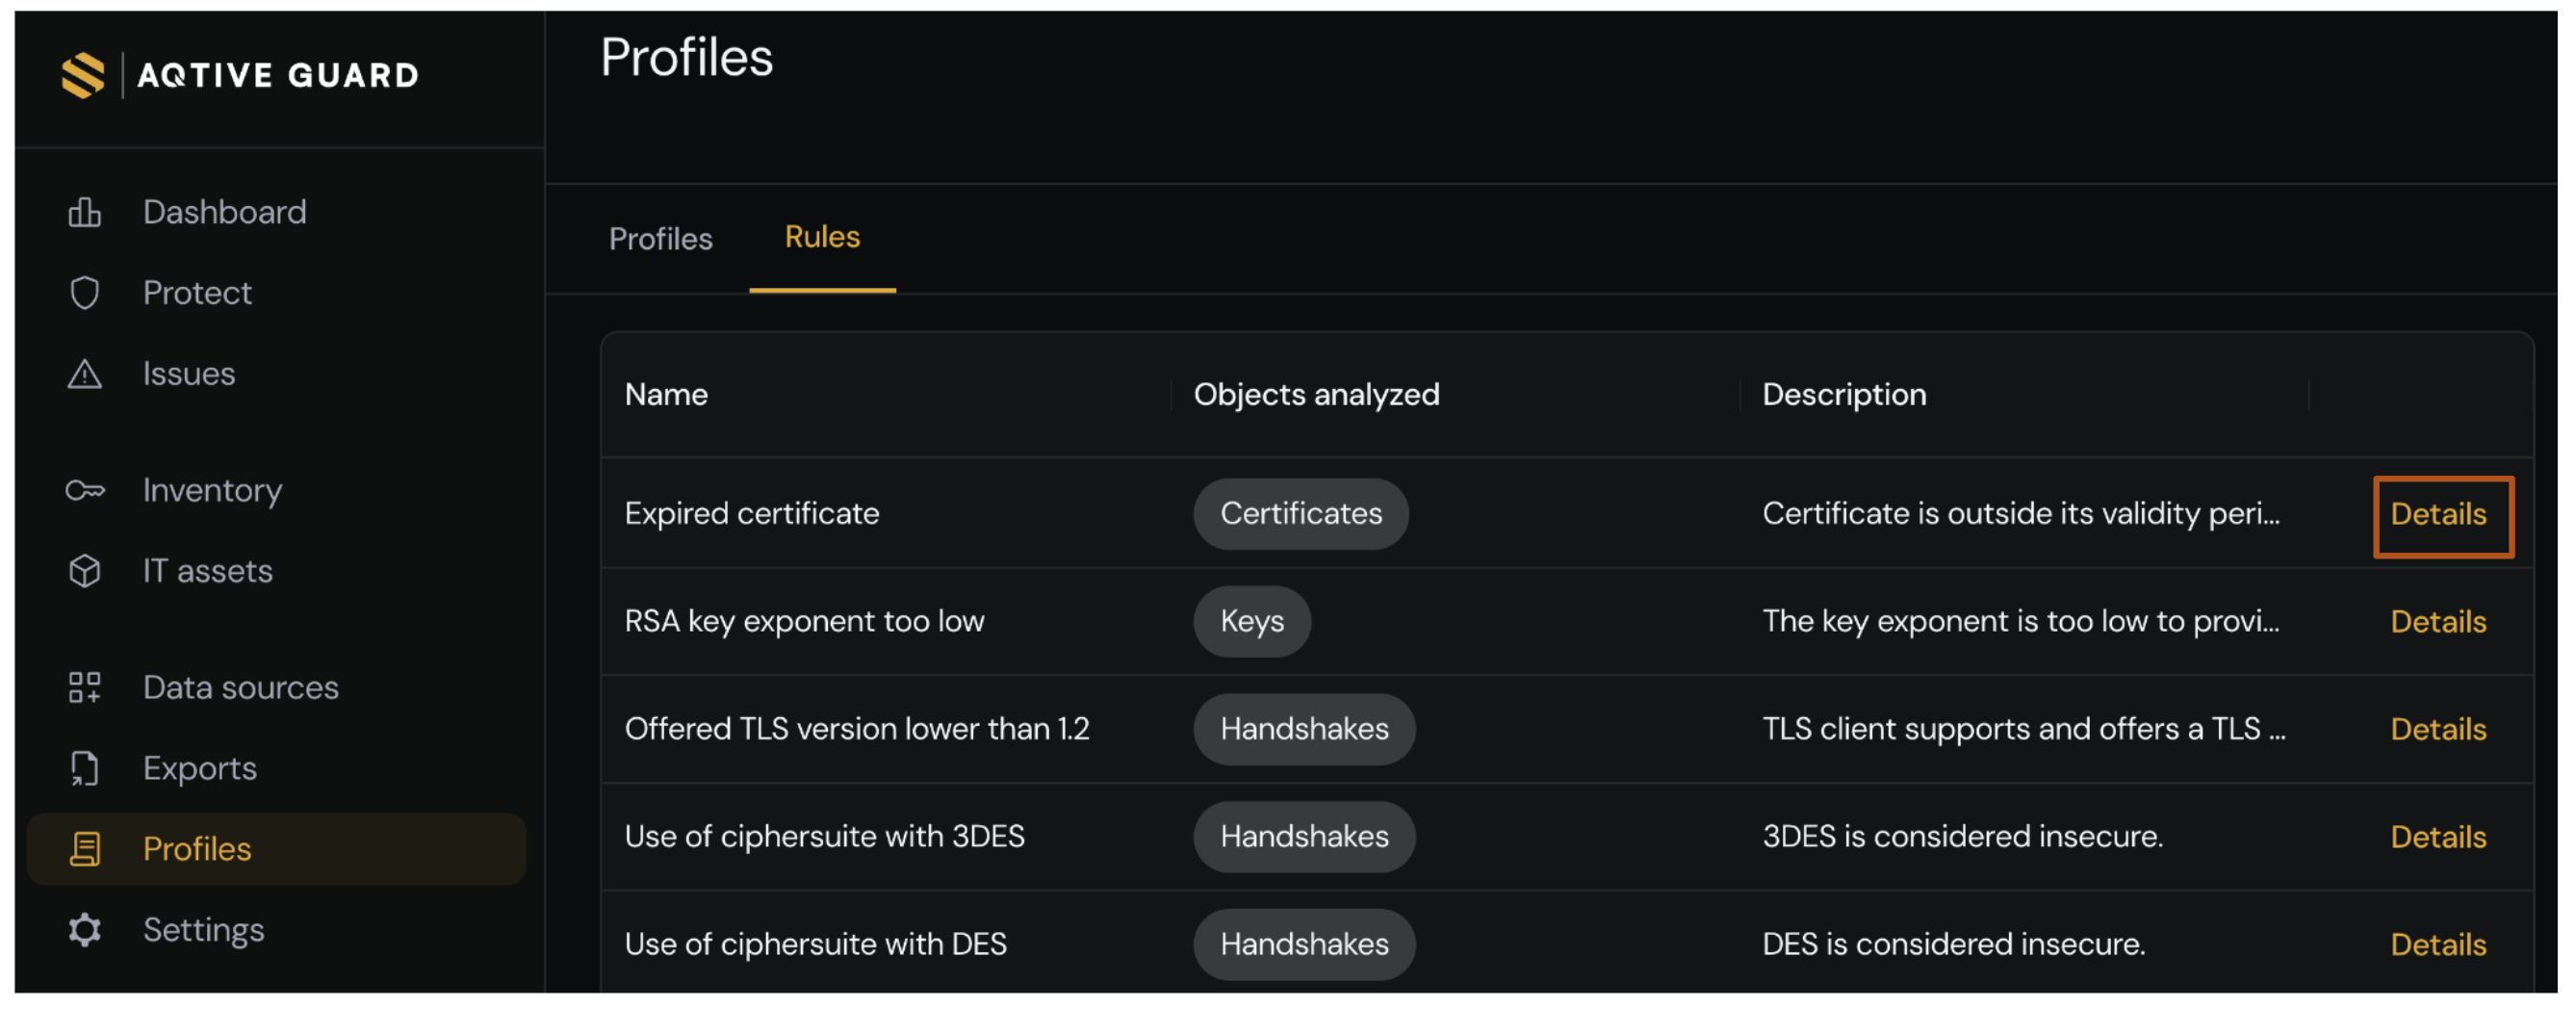 AQTIVE GUARD
Dashboard
Protect
Issues
Inventory
IT assets
Data sources
Exports
Profiles
Settings
Profiles
Profiles Rules
Name Objects analyzed Description
Expired certificate Certificates Certificate is outside its validity peri... Details
RSA key exponent too low Keys The key exponent is too low to provi... Details
Offered TLS version lower than 1.2 Handshakes TLS client supports and offers a TLS ... Details
Use of ciphersuite with 3DES Handshakes 3DES is considered insecure. Details
Use of ciphersuite with DES Handshakes DES is considered insecure. Details